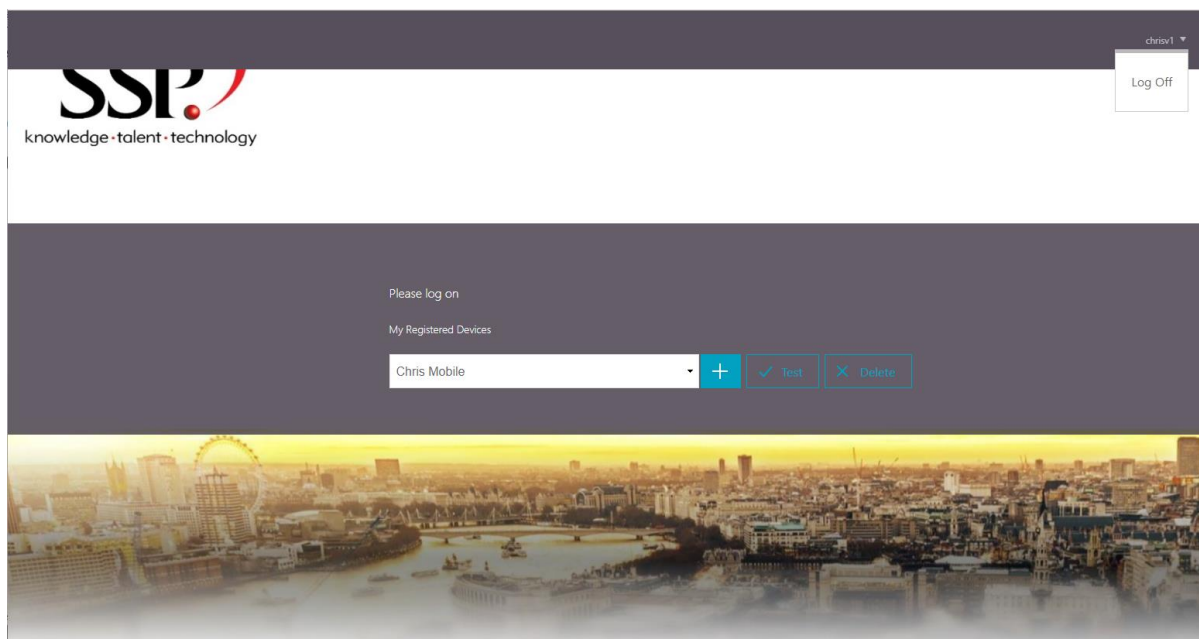 chrisv1
Log Off
SSP
knowledge·talent·technology
Please log on
My Registered Devices
Chris Mobile
Test
Delete